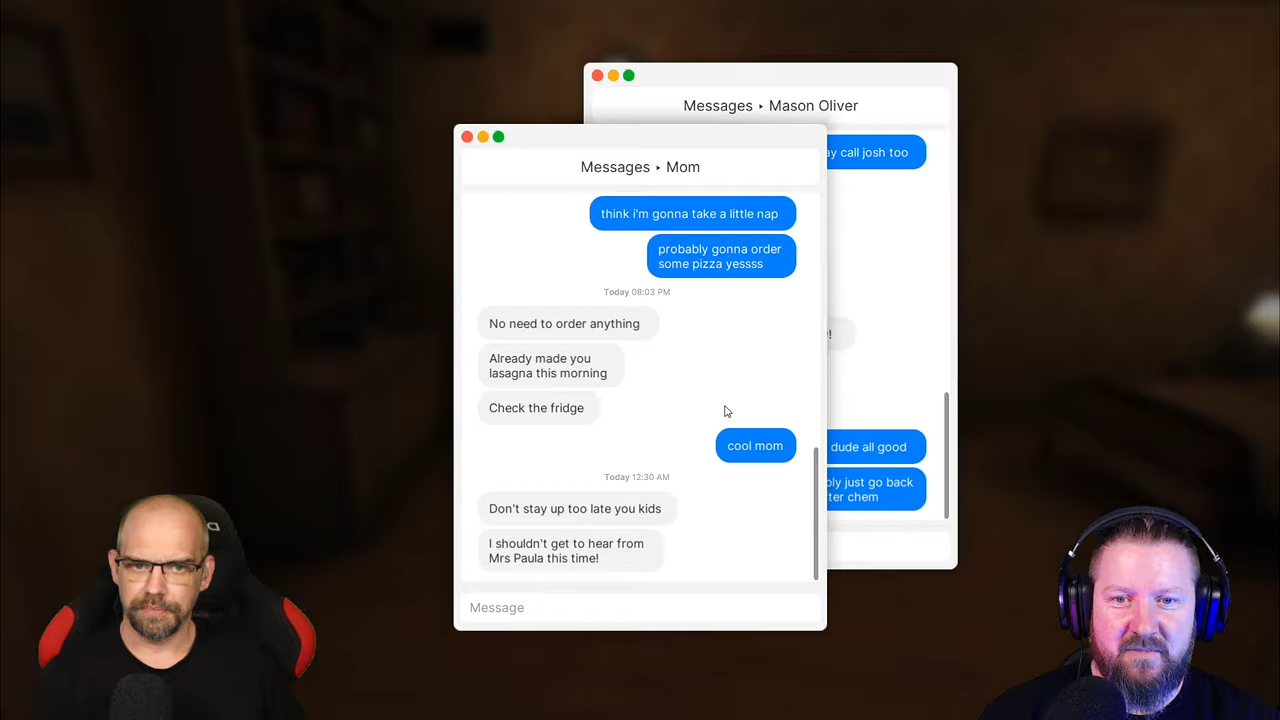 Messages ▸ Mason Oliver
ay call josh too
Messages ▸ Mom
think i'm gonna take a little nap
probably gonna order
some pizza yessss
Today 08:03 PM
No need to order anything
Already made you
lasagna this morning
Check the fridge
cool mom
Today 12:30 AM
Don't stay up too late you kids
I shouldn't get to hear from
Mrs Paula this time!
Message
!
dude all good
bly just go back
ter chem